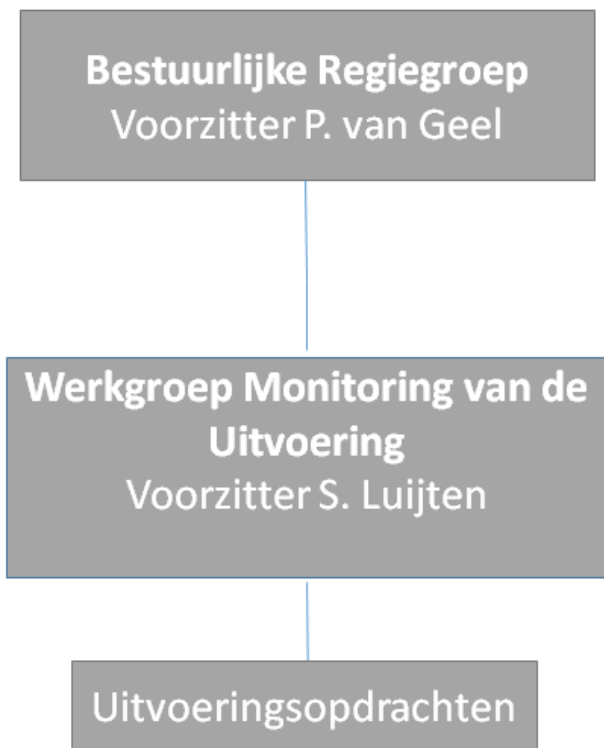 Bestuurlijke Regiegroep
Voorzitter P. van Geel
Werkgroep Monitoring van de
Uitvoering
Voorzitter S. Luijten
Uitvoeringsopdrachten